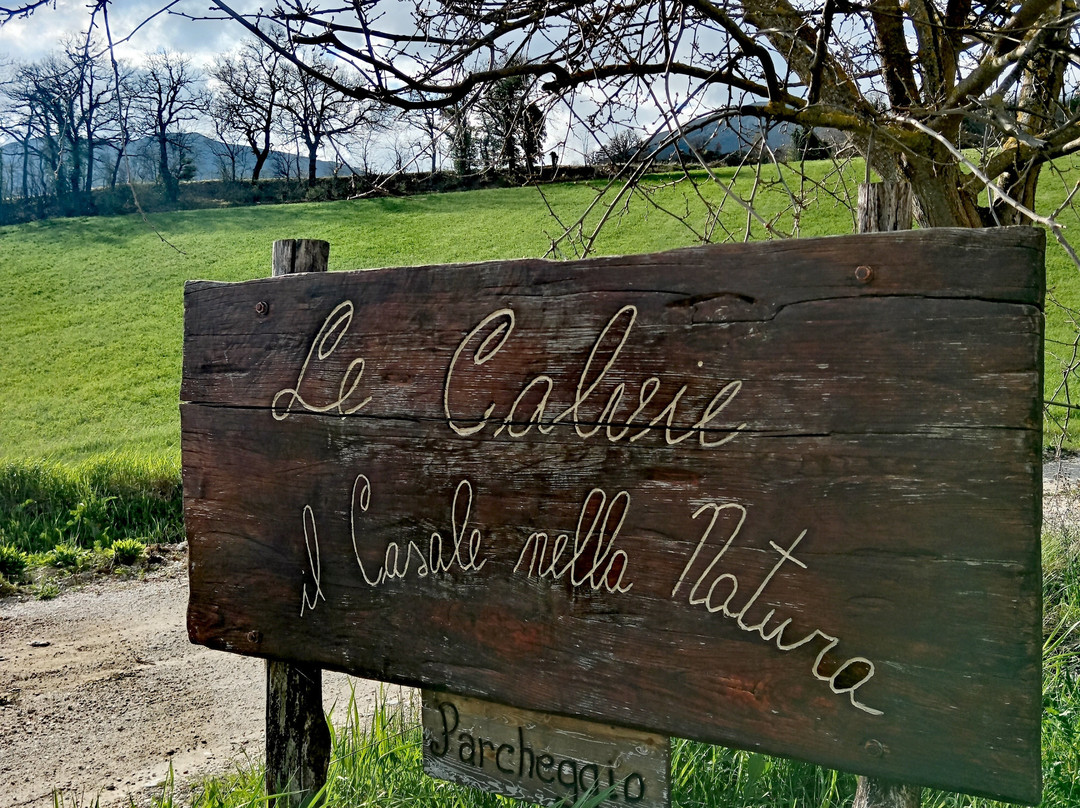 Le Calvie
il Casale nella Natura
Parcheggio